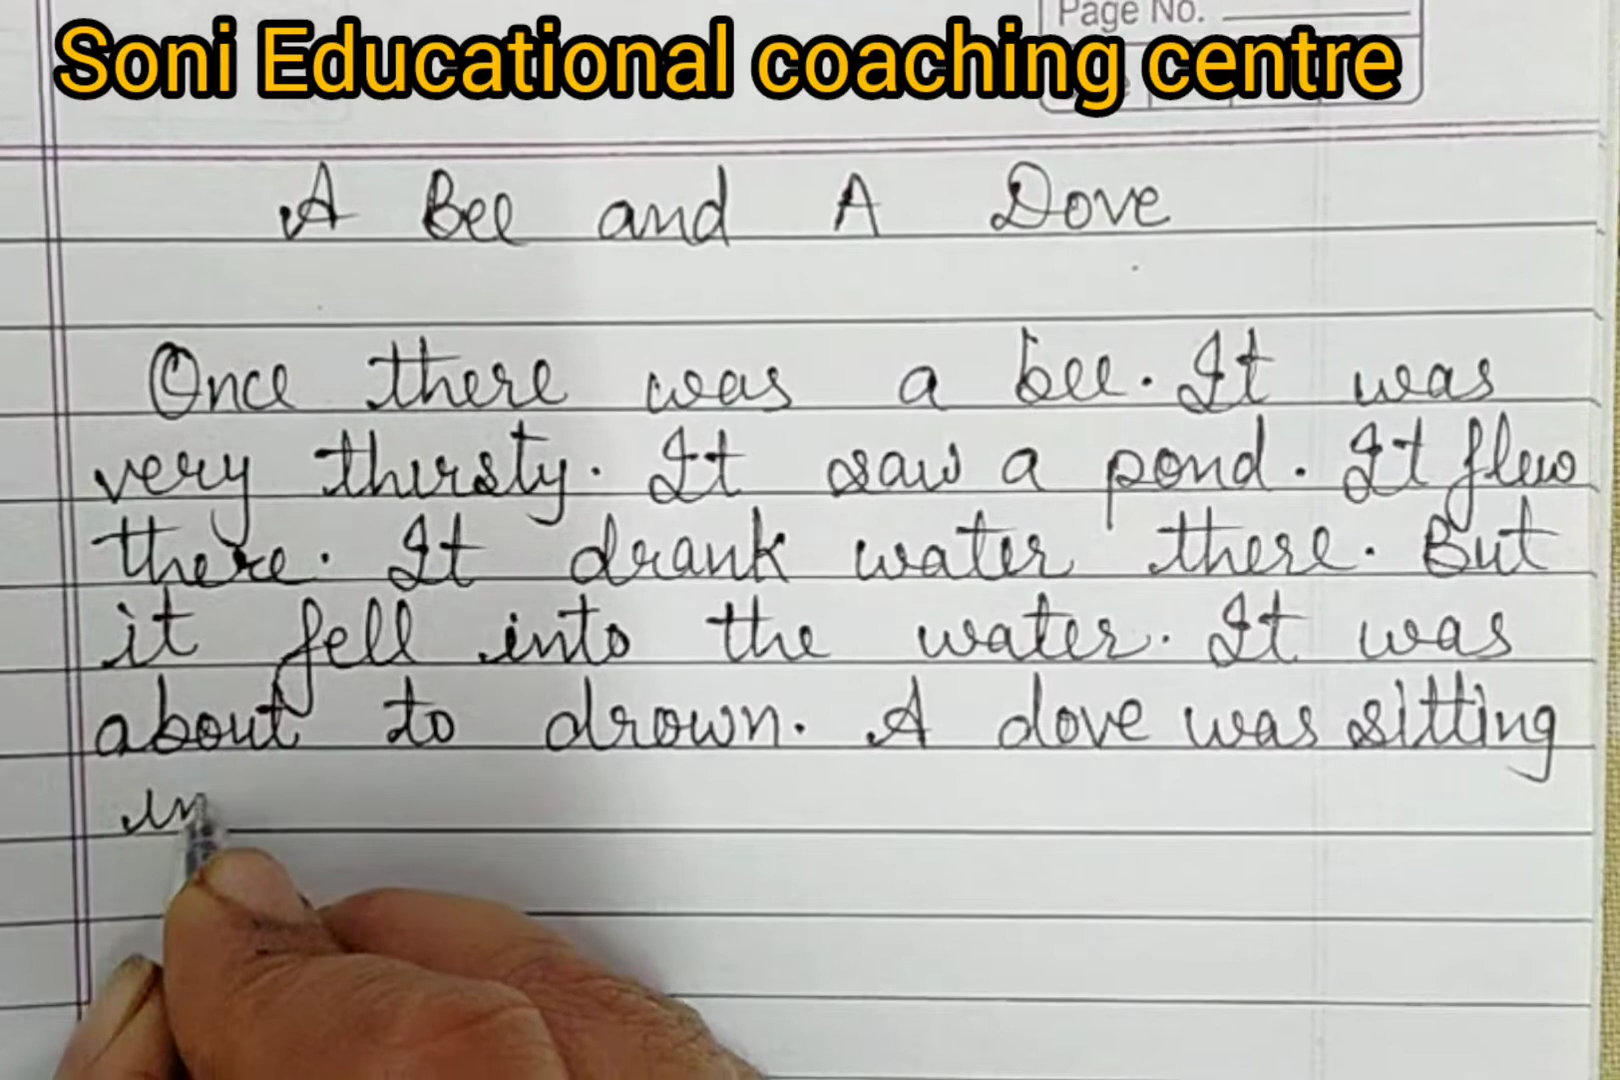 Page No.
Soni Educational coaching centre
A Bee and A Dove
Once there was a bee. It was
very thirsty. It saw a pond. It flew
there. It drank water there. But
it fell into the water. It was
about to drown. A dove was sitting
in